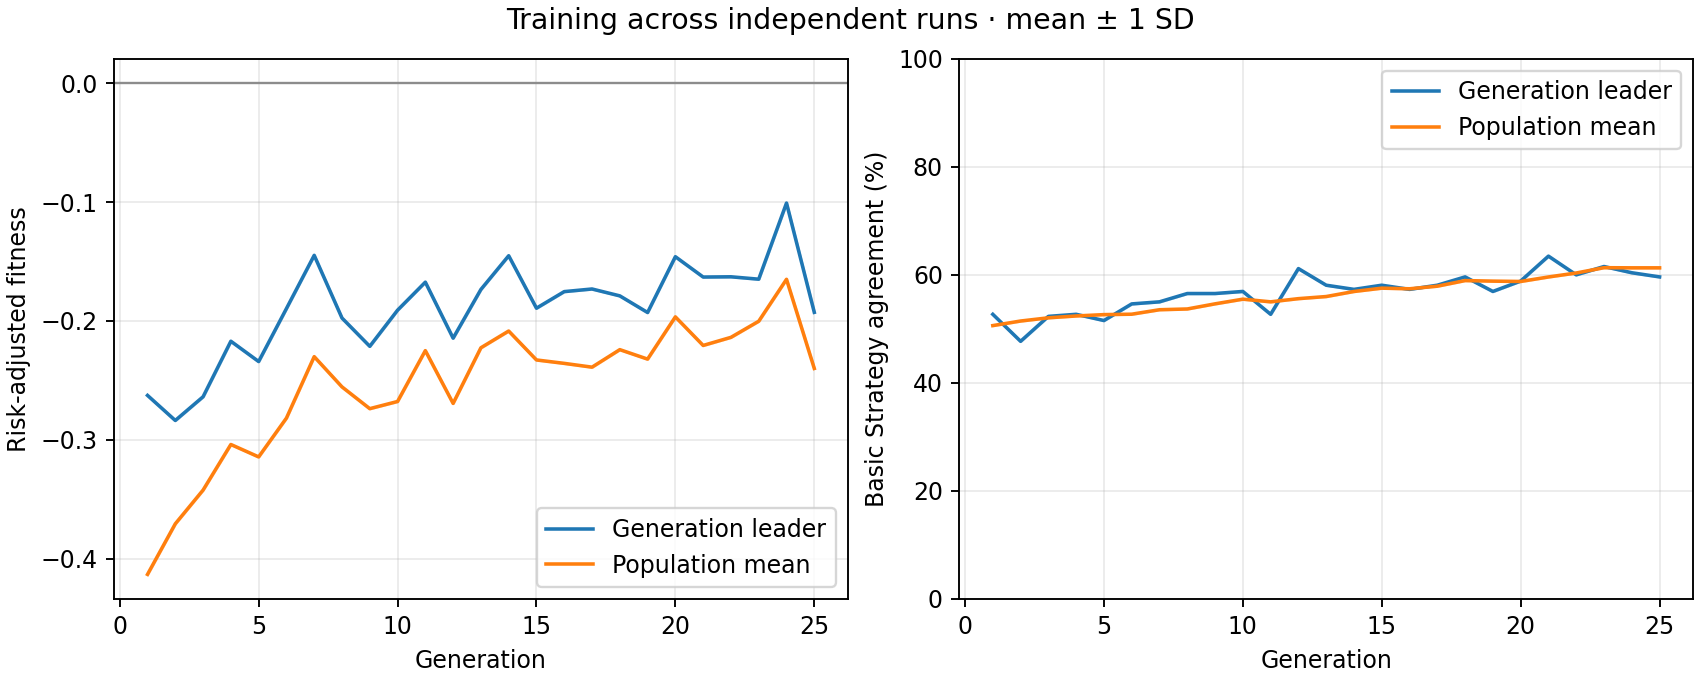 Training across independent runs · mean ± 1 SD
Risk-adjusted fitness
0.0
−0.1
−0.2
−0.3
−0.4
Generation leader
Population mean
0 5 10 15 20 25
Generation
Basic Strategy agreement (%)
100
80
60
40
20
0
Generation leader
Population mean
0 5 10 15 20 25
Generation